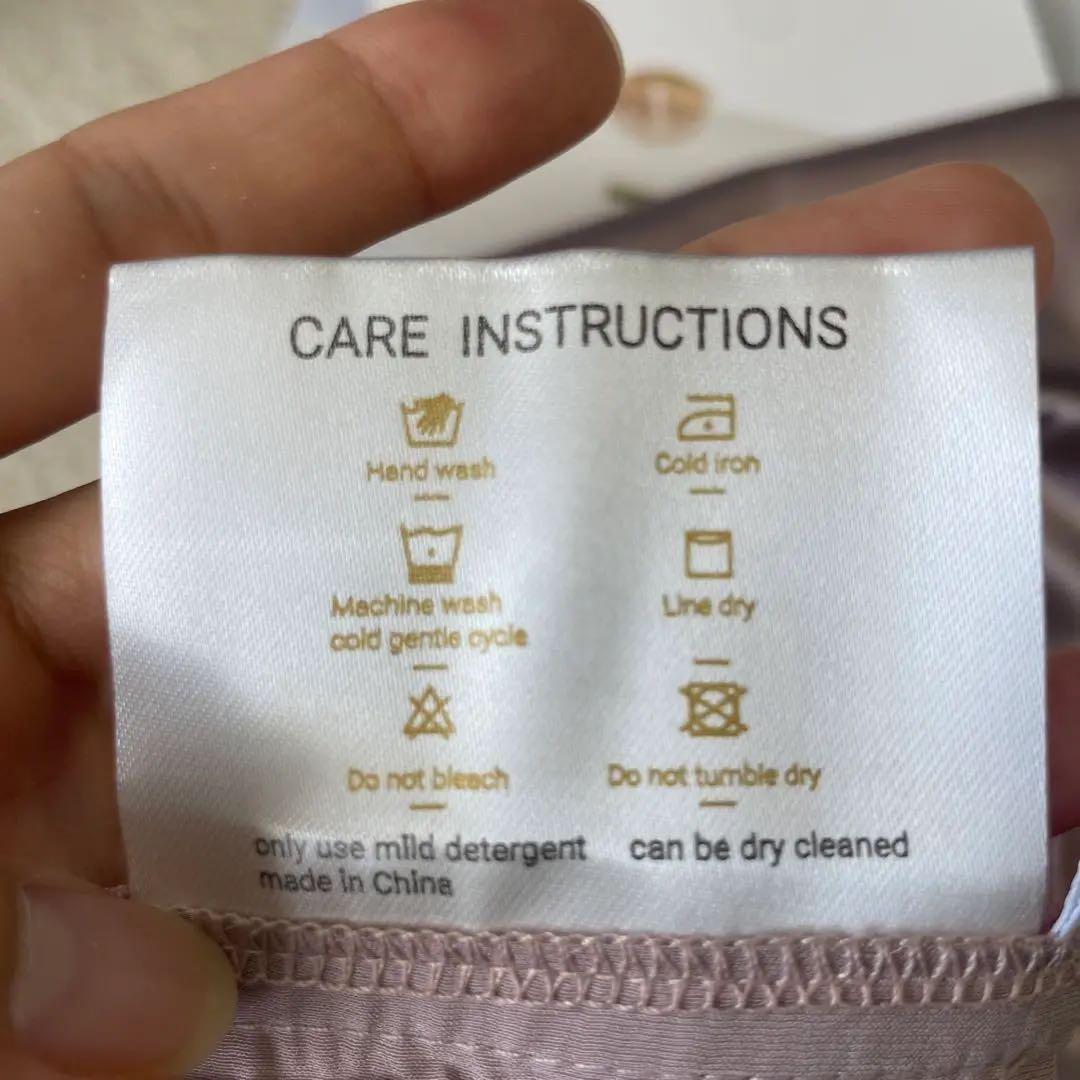 CARE INSTRUCTIONS
Hand wash
Cold iron
Machine wash
cold gentle cycle
Line dry
Do not bleach
Do not tumble dry
only use mild detergent can be dry cleaned
made in China